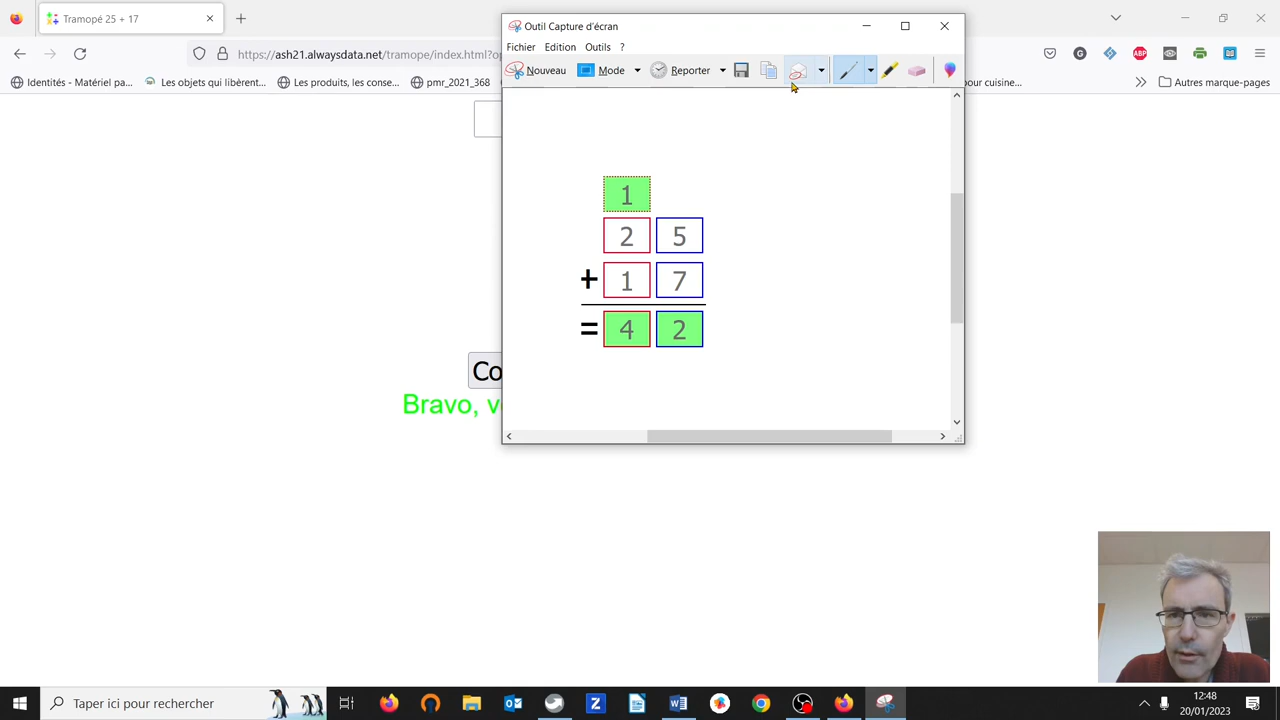 Tramopé 25 + 17
Outil Capture d'écran
https://ash21.alwaysdata.net/tramope/index.html?o
Fichier Edition Outils ?
Identités - Matériel pa...
Les objets qui libèrent...
Les produits, les conse...
pmr_2021_368
Nouveau
Mode
Reporter
pour cuisine...
Autres marque-pages
1
2 5
+ 1 7
= 4 2
Co
Bravo, v
Taper ici pour rechercher
12:48
20/01/2023